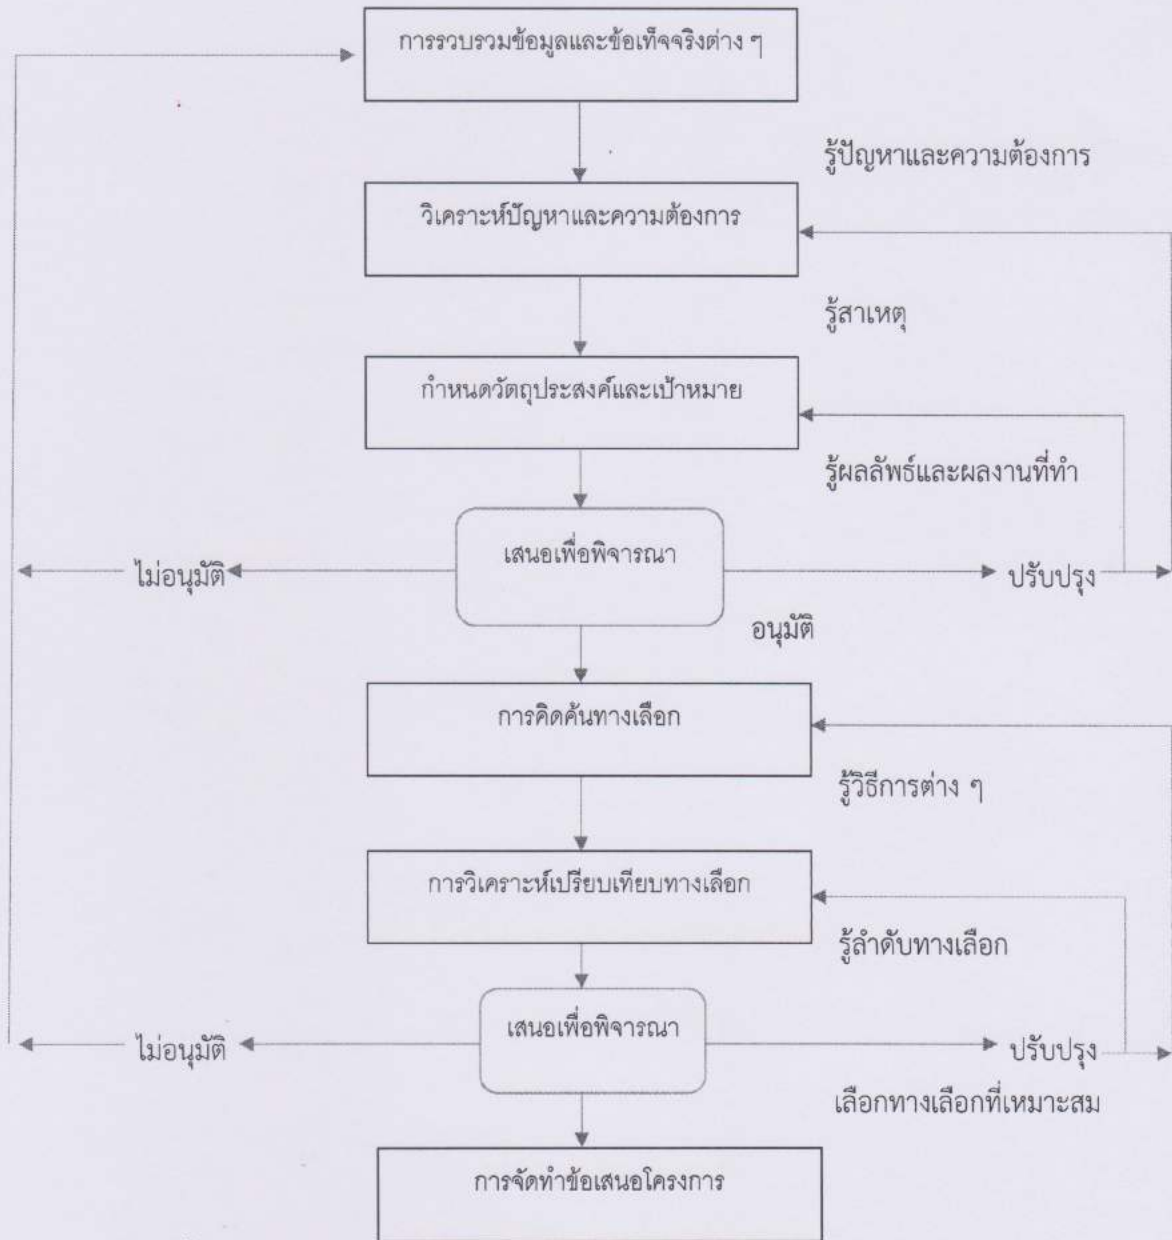 การรวบรวมข้อมูลและข้อเท็จจริงต่าง ๆ
รู้ปัญหาและความต้องการ
วิเคราะห์ปัญหาและความต้องการ
รู้สาเหตุ
กำหนดวัตถุประสงค์และเป้าหมาย
รู้ผลลัพธ์และผลงานที่ทำ
เสนอเพื่อพิจารณา
ไม่อนุมัติ
ปรับปรุง
อนุมัติ
การคิดค้นทางเลือก
รู้วิธีการต่าง ๆ
การวิเคราะห์เปรียบเทียบทางเลือก
รู้ลำดับทางเลือก
เสนอเพื่อพิจารณา
ไม่อนุมัติ
ปรับปรุง
เลือกทางเลือกที่เหมาะสม
การจัดทำข้อเสนอโครงการ